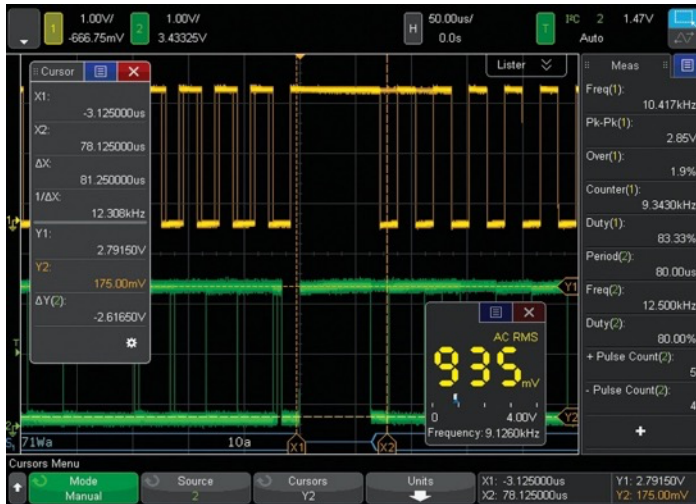 1 1.00V/ 2 1.00V/ H 50.00us/ T I²C 2 1.47V
-666.75mV 3.43325V 0.0s Auto
Cursor
Lister
Meas
X1:
-3.125000us
X2:
78.125000us
ΔX:
81.250000us
1/ΔX:
12.308kHz
Y1:
2.79150V
Y2:
175.00mV
ΔY(2):
-2.61650V
Freq(1):
10.417kHz
Pk-Pk(1):
2.85V
Over(1):
1.9%
Counter(1):
9.3430kHz
Duty(1):
83.33%
Period(2):
80.00us
Freq(2):
12.500kHz
Duty(2):
80.00%
+ Pulse Count(2):
5
- Pulse Count(2):
4
Y1
AC RMS
935 mV
0 4.00V
Frequency: 9.1260kHz
Y2
T
1
2
71Wa 10a X1 X2
Cursors Menu
Mode
Manual
Source
2
Cursors
Y2
Units
X1: -3.125000us
X2: 78.125000us
Y1: 2.79150V
Y2: 175.00mV